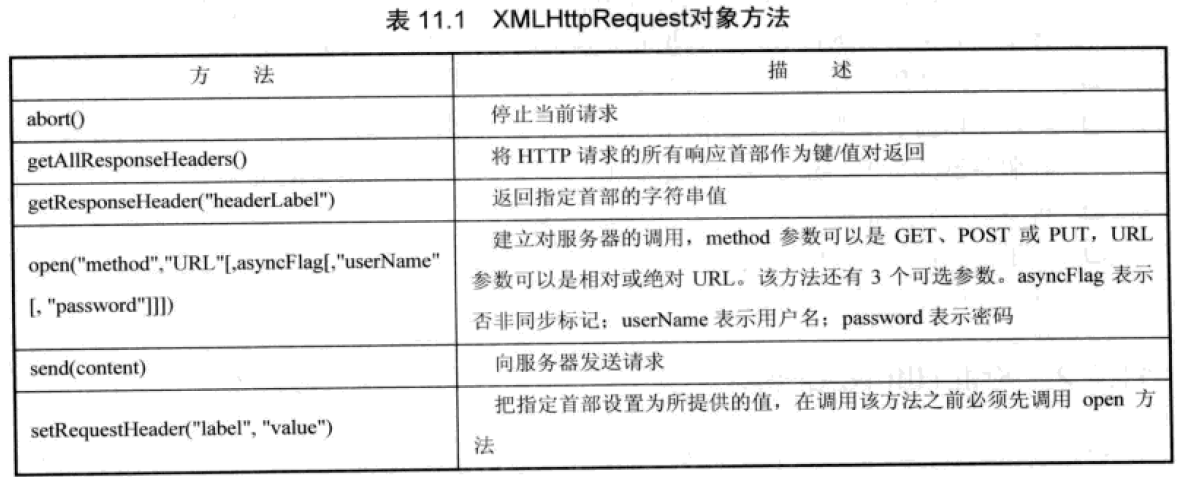 表 11.1 XMLHttpRequest对象方法
方 法
描 述
abort()
停止当前请求
getAllResponseHeaders()
将 HTTP 请求的所有响应首部作为键/值对返回
getResponseHeader("headerLabel")
返回指定首部的字符串值
open("method","URL"[,asyncFlag[,"userName"
[, "password"]]])
建立对服务器的调用，method 参数可以是 GET、POST 或 PUT，URL
参数可以是相对或绝对 URL。该方法还有 3 个可选参数。asyncFlag 表示
否非同步标记；userName 表示用户名；password 表示密码
send(content)
向服务器发送请求
setRequestHeader("label", "value")
把指定首部设置为所提供的值，在调用该方法之前必须先调用 open 方
法